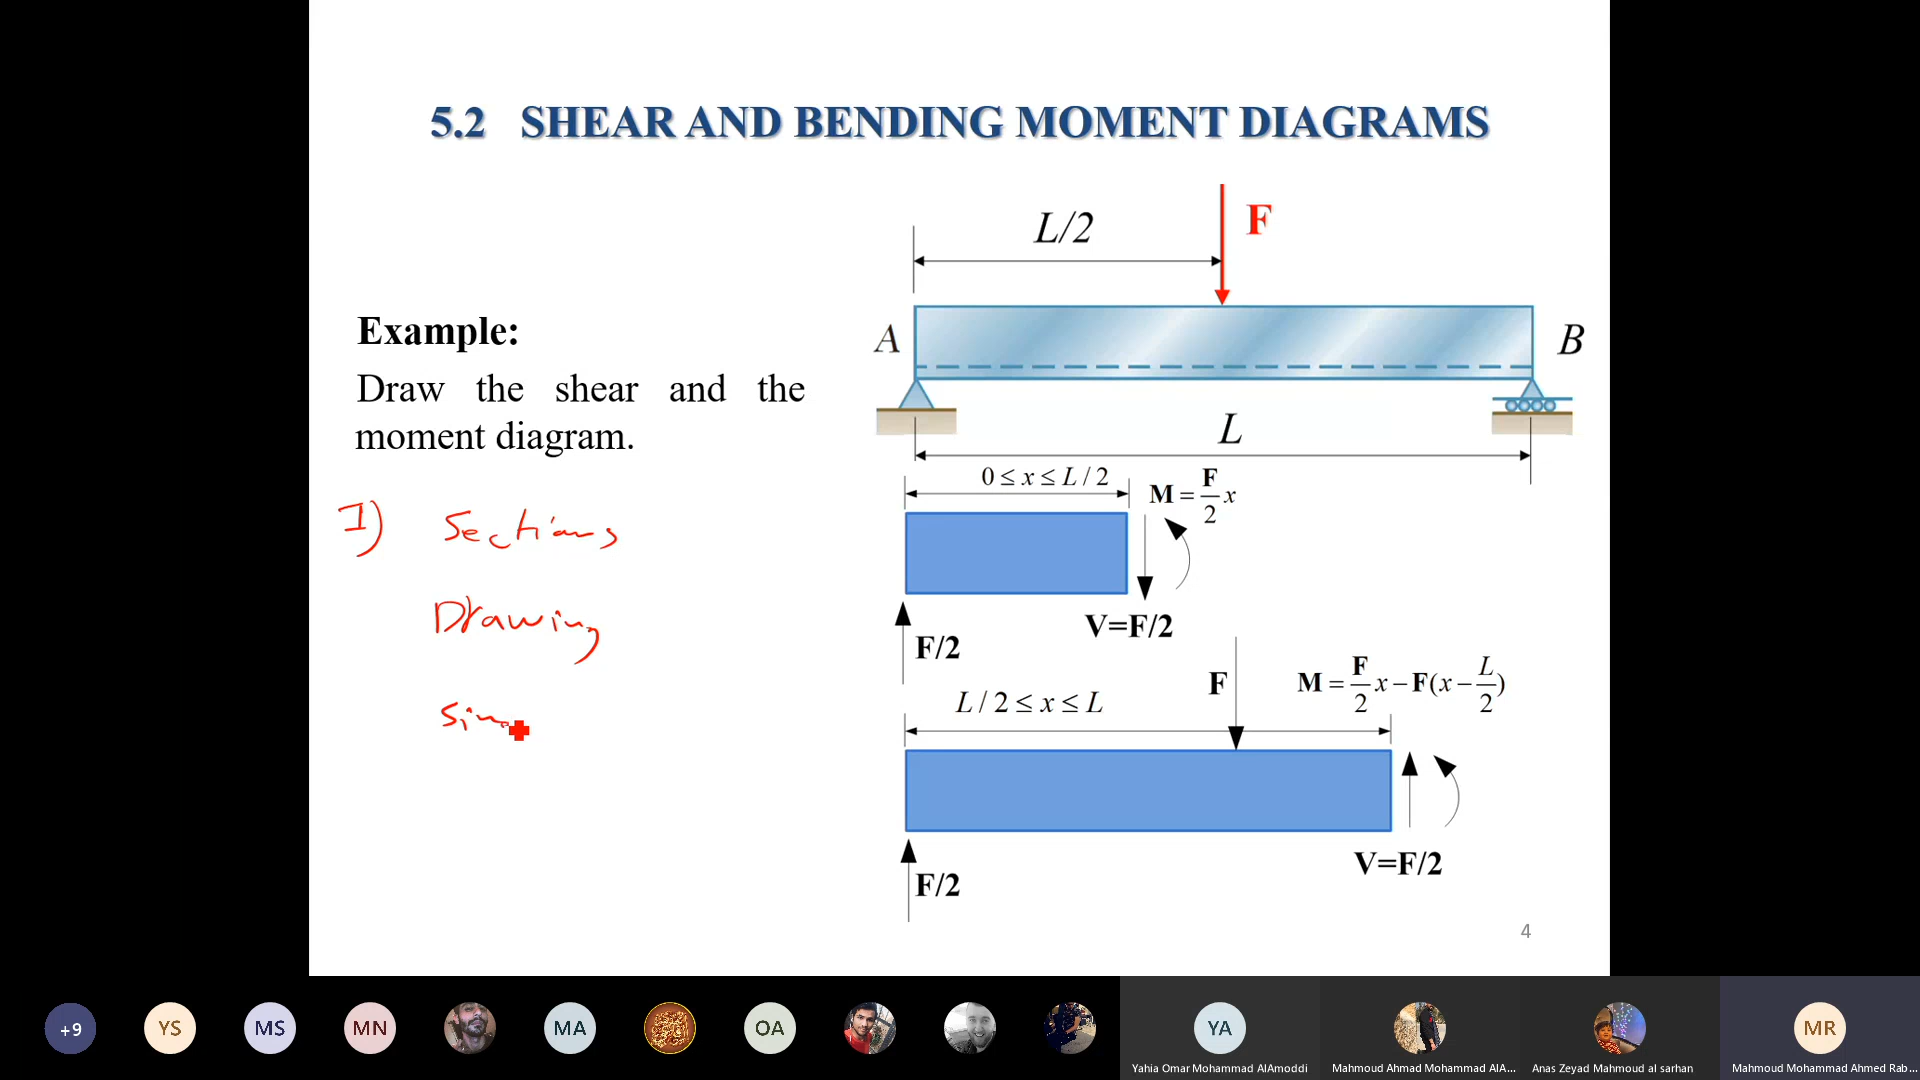 5.2 SHEAR AND BENDING MOMENT DIAGRAMS
L/2
F
A
B
L
Example:
Draw the shear and the
moment diagram.
I) Sections
Drawing
0 ≤ x ≤ L / 2
M = F/2 x
F/2
V=F/2
L / 2 ≤ x ≤ L
F
M = F/2 x − F(x − L/2)
F/2
V=F/2
4
+9
YS
MS
MN
MA
OA
YA
MR
Yahia Omar Mohammad AlAmoddi
Mahmoud Ahmad Mohammad AlA...
Anas Zeyad Mahmoud al sarhan
Mahmoud Mohammad Ahmed Rab...